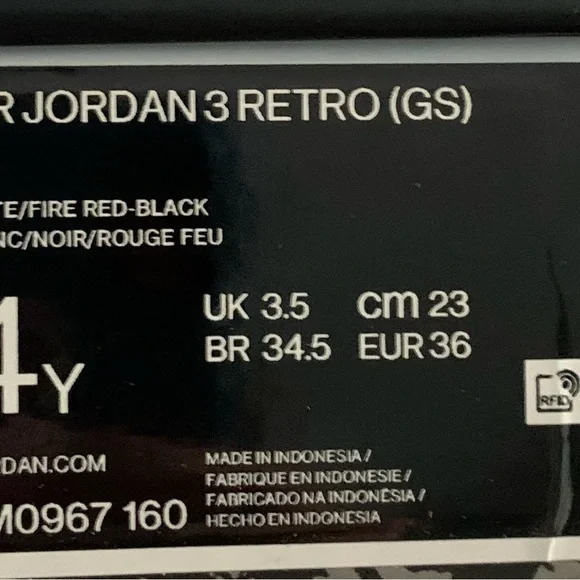 R JORDAN 3 RETRO (GS)
TE/FIRE RED-BLACK
NC/NOIR/ROUGE FEU
4Y
UK 3.5 cm 23
BR 34.5 EUR 36
RFID
DAN.COM
M0967 160
MADE IN INDONESIA /
FABRIQUE EN INDONESIE /
FABRICADO NA INDONÉSIA /
HECHO EN INDONESIA